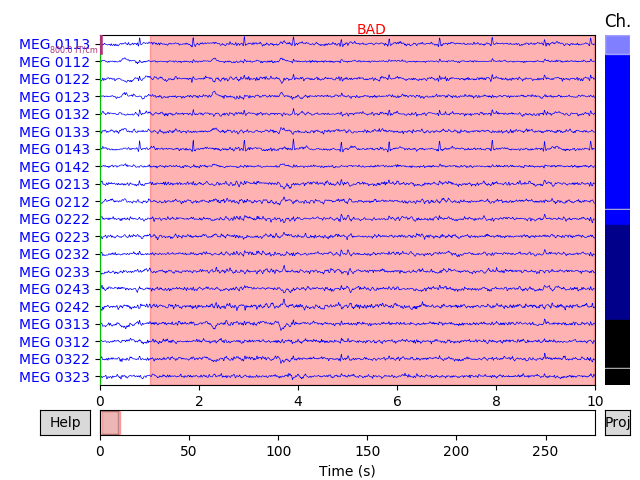 BAD
Ch.
MEG 0113
800.0 fT/cm
MEG 0112
MEG 0122
MEG 0123
MEG 0132
MEG 0133
MEG 0143
MEG 0142
MEG 0213
MEG 0212
MEG 0222
MEG 0223
MEG 0232
MEG 0233
MEG 0243
MEG 0242
MEG 0313
MEG 0312
MEG 0322
MEG 0323
0 2 4 6 8 10
Help
Proj
0 50 100 150 200 250
Time (s)